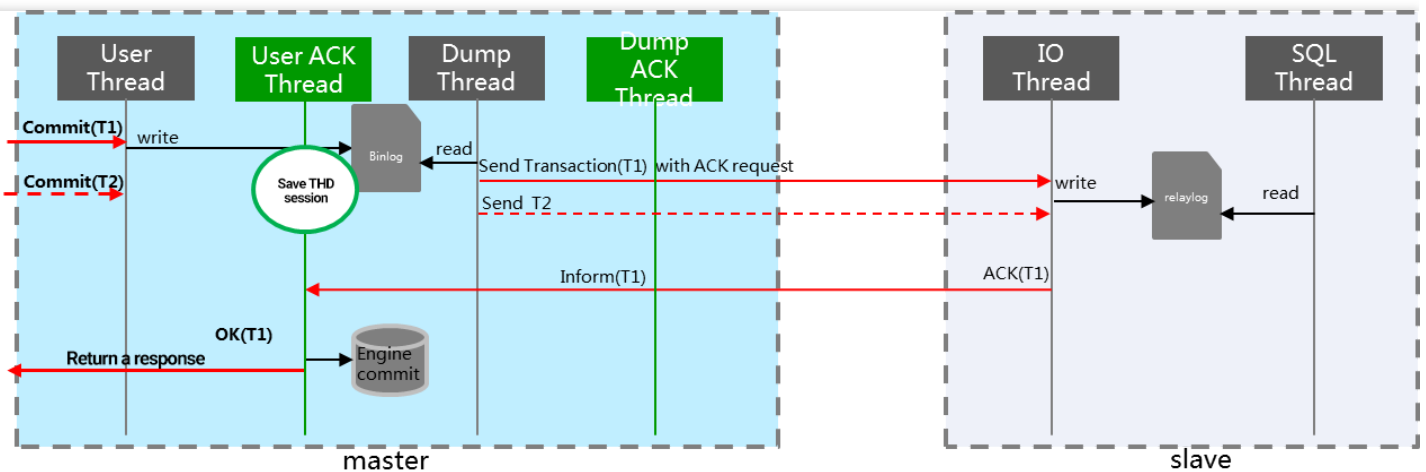 User
Thread
User ACK
Thread
Dump
Thread
Dump
ACK
Thread
IO
Thread
SQL
Thread
Commit(T1)
write
Binlog
read
Send Transaction(T1) with ACK request
Commit(T2)
Save THD
session
Send T2
write
relaylog
read
Inform(T1)
ACK(T1)
OK(T1)
Return a response
Engine
commit
master
slave